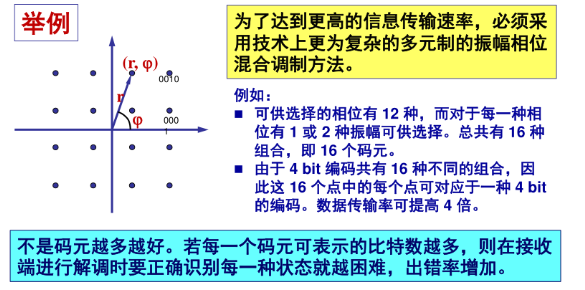 举例
为了达到更高的信息传输速率，必须采
用技术上更为复杂的多元制的振幅相位
混合调制方法。
(r, φ)
0010
r
φ
000
1
例如：
■ 可供选择的相位有 12 种，而对于每一种相
位有 1 或 2 种振幅可供选择。总共有 16 种
组合，即 16 个码元。
■ 由于 4 bit 编码共有 16 种不同的组合，因
此这 16 个点中的每个点可对应于一种 4 bit
的编码。数据传输率可提高 4 倍。
不是码元越多越好。若每一个码元可表示的比特数越多，则在接收
端进行解调时要正确识别每一种状态就越困难，出错率增加。